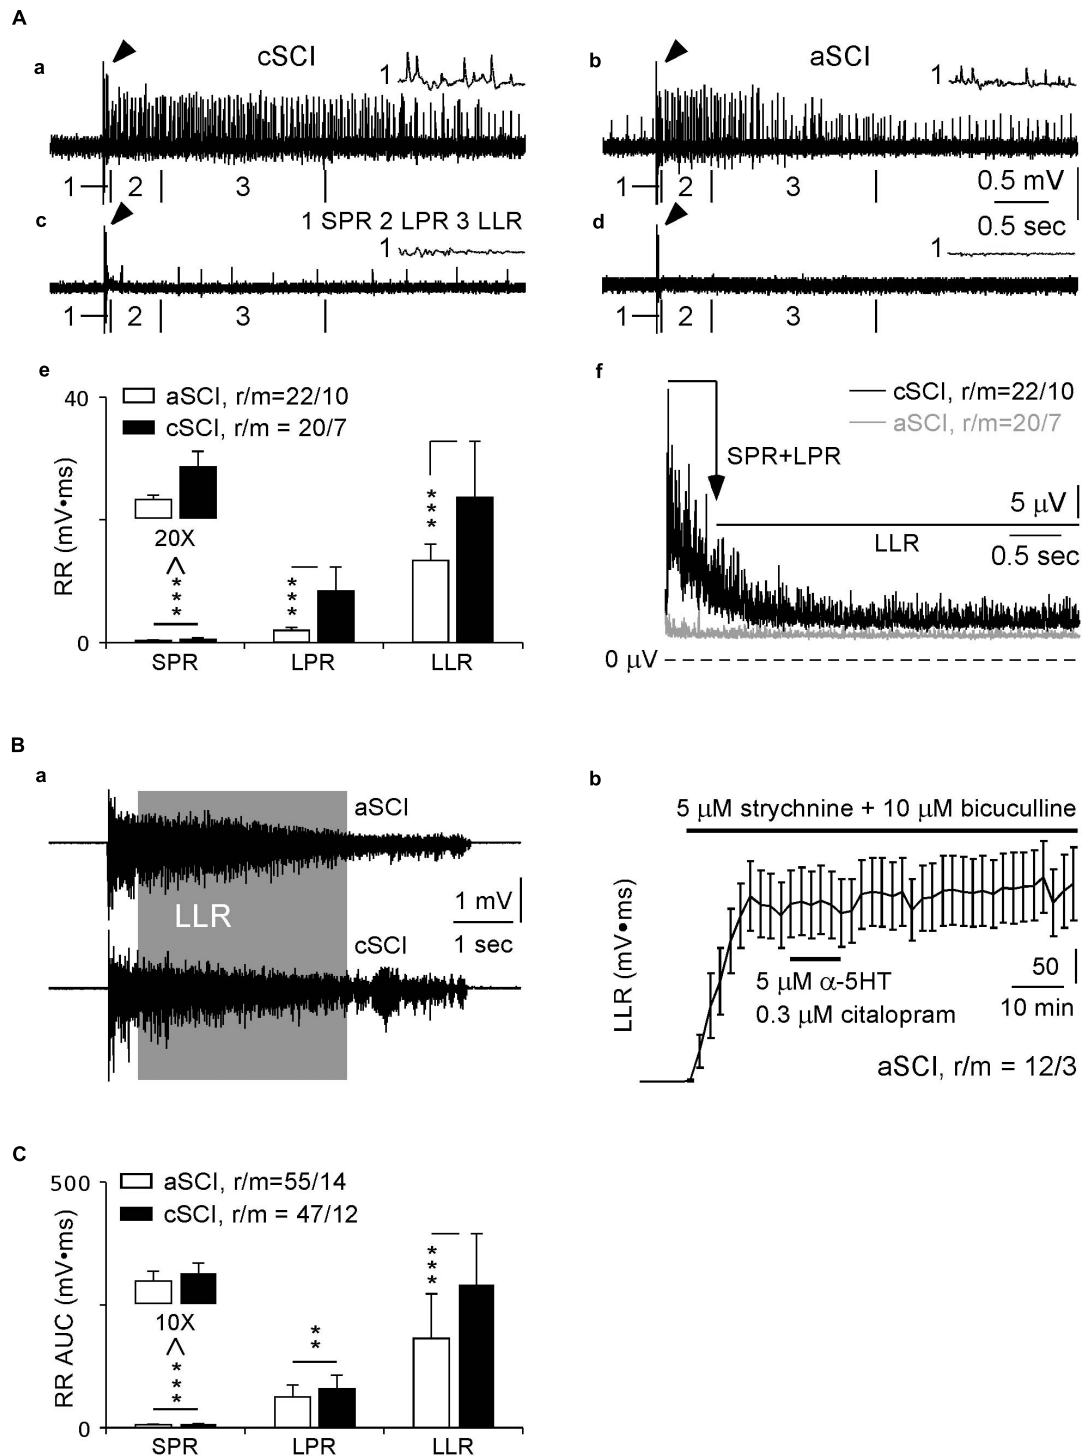 A
a
cSCI
1
1
2
3
b
aSCI
1
1
2
3
0.5 mV
0.5 sec
c
1 SPR 2 LPR 3 LLR
1
1
2
3
d
1
1
2
3
e
40
RR (mV•ms)
0
aSCI, r/m=22/10
cSCI, r/m = 20/7
20X
***
***
***
SPR
LPR
LLR
f
cSCI, r/m=22/10
aSCI, r/m=20/7
SPR+LPR
5 μV
LLR
0.5 sec
0 μV
B
a
aSCI
LLR
1 mV
1 sec
cSCI
b
5 μM strychnine + 10 μM bicuculline
LLR (mV•ms)
5 μM α-5HT
0.3 μM citalopram
50
10 min
aSCI, r/m = 12/3
C
500
RR AUC (mV•ms)
0
aSCI, r/m=55/14
cSCI, r/m = 47/12
10X
***
**
***
SPR
LPR
LLR